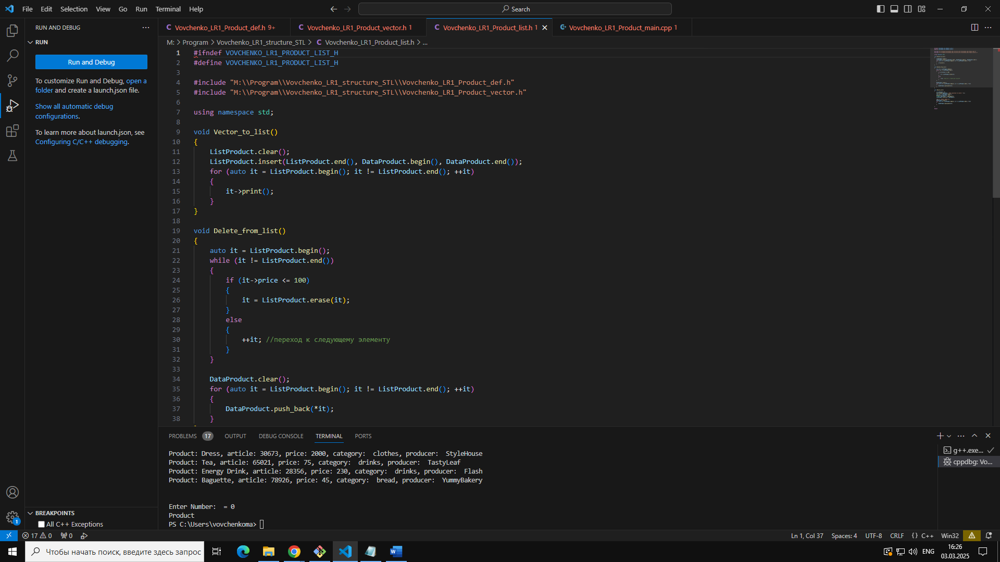 File Edit Selection View Go Run Terminal Help
Search
RUN AND DEBUG
RUN
Run and Debug
To customize Run and Debug, open a
folder and create a launch.json file.
Show all automatic debug
configurations.
To learn more about launch.json, see
Configuring C/C++ debugging.
BREAKPOINTS
All C++ Exceptions
Vovchenko_LR1_Product_def.h 9+
Vovchenko_LR1_Product_vector.h 1
Vovchenko_LR1_Product_list.h 1
Vovchenko_LR1_Product_main.cpp 1
M: > Program > Vovchenko_LR1_structure_STL > C Vovchenko_LR1_Product_list.h > ...
1 #ifndef VOVCHENKO_LR1_PRODUCT_LIST_H
2 #define VOVCHENKO_LR1_PRODUCT_LIST_H
3
4 #include "M:\\Program\\Vovchenko_LR1_structure_STL\\Vovchenko_LR1_Product_def.h"
5 #include "M:\\Program\\Vovchenko_LR1_structure_STL\\Vovchenko_LR1_Product_vector.h"
6
7 using namespace std;
8
9 void Vector_to_list()
10 {
11 ListProduct.clear();
12 ListProduct.insert(ListProduct.end(), DataProduct.begin(), DataProduct.end());
13 for (auto it = ListProduct.begin(); it != ListProduct.end(); ++it)
14 {
15 it->print();
16 }
17 }
18
19 void Delete_from_list()
20 {
21 auto it = ListProduct.begin();
22 while (it != ListProduct.end())
23 {
24 if (it->price <= 100)
25 {
26 it = ListProduct.erase(it);
27 }
28 else
29 {
30 ++it; //переход к следующему элементу
31 }
32 }
33
34 DataProduct.clear();
35 for (auto it = ListProduct.begin(); it != ListProduct.end(); ++it)
36 {
37 DataProduct.push_back(*it);
38 }
PROBLEMS 17 OUTPUT DEBUG CONSOLE TERMINAL PORTS
Product: Dress, article: 30673, price: 2000, category:  clothes, producer:  StyleHouse
Product: Tea, article: 65021, price: 75, category:  drinks, producer:  TastyLeaf
Product: Energy Drink, article: 28356, price: 230, category:  drinks, producer:  Flash
Product: Baguette, article: 78926, price: 45, category:  bread, producer:  YummyBakery
Enter Number:  = 0
Product
PS C:\Users\vovchenkoma>
g++.exe...
cppdbg: Vo...
1
17 0 0
Ln 1, Col 37 Spaces: 4 UTF-8 CRLF {} C++ Win32
Чтобы начать поиск, введите здесь запрос
ENG
16:26
03.03.2025